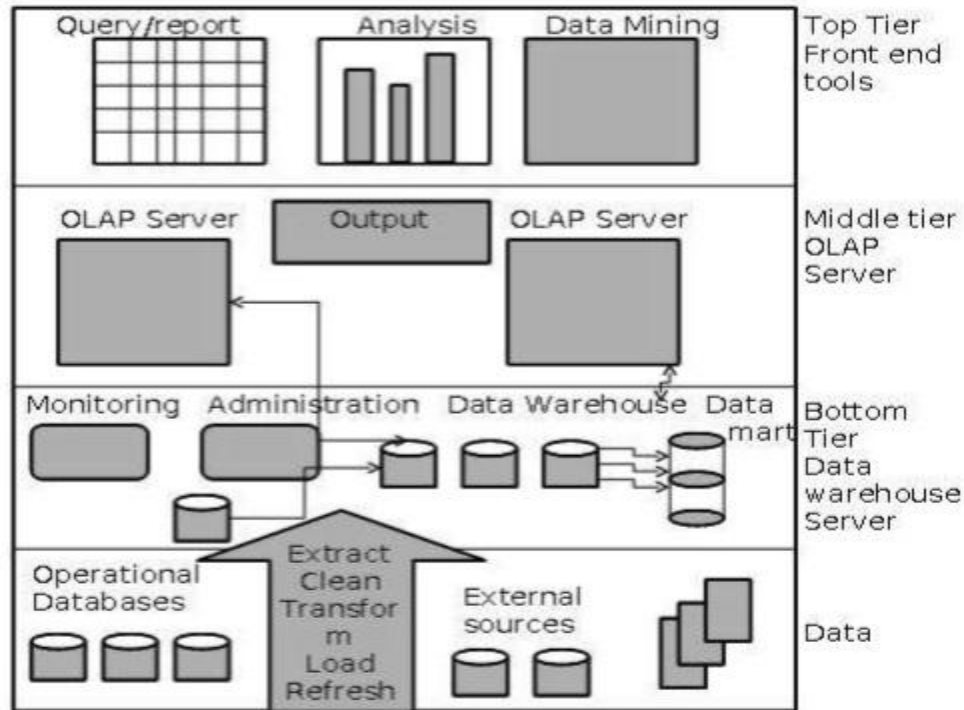 Query/report
Analysis
Data Mining
Top Tier
Front end
tools
OLAP Server
Output
OLAP Server
Middle tier
OLAP
Server
Monitoring
Administration
Data Warehouse
Data
mart
Bottom
Tier
Data
warehouse
Server
Operational
Databases
Extract
Clean
Transfor
m
Load
Refresh
External
sources
Data